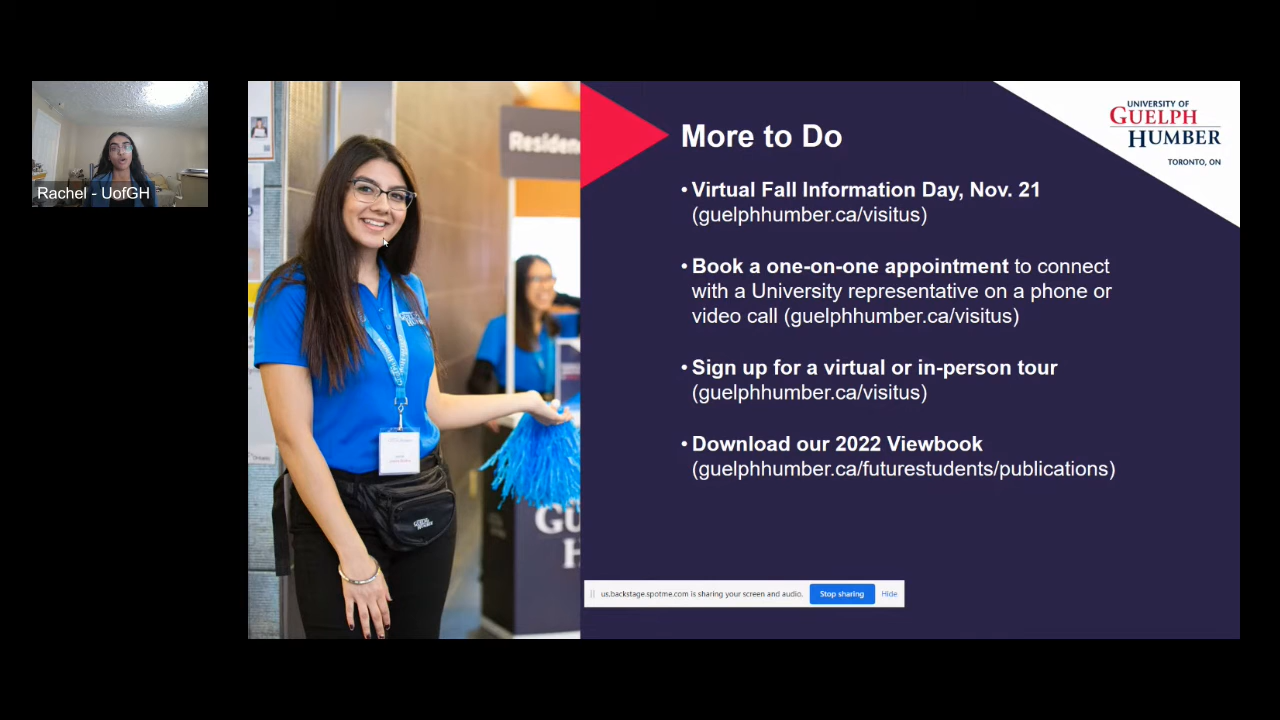 Rachel - UofGH
Residen
More to Do
UNIVERSITY OF
GUELPH
HUMBER
TORONTO, ON
• Virtual Fall Information Day, Nov. 21
(guelphhumber.ca/visitus)
• Book a one-on-one appointment to connect
with a University representative on a phone or
video call (guelphhumber.ca/visitus)
• Sign up for a virtual or in-person tour
(guelphhumber.ca/visitus)
• Download our 2022 Viewbook
(guelphhumber.ca/futurestudents/publications)
GU
H
us.backstage.spotme.com is sharing your screen and audio. Stop sharing Hide